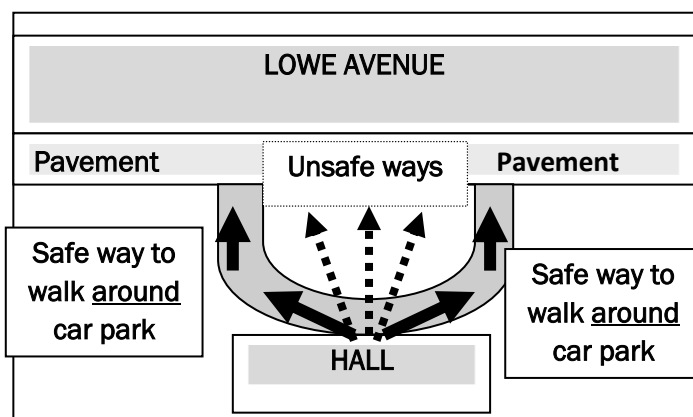 LOWE AVENUE
Pavement
Unsafe ways
Pavement
Safe way to
walk around
car park
Safe way to
walk around
car park
HALL